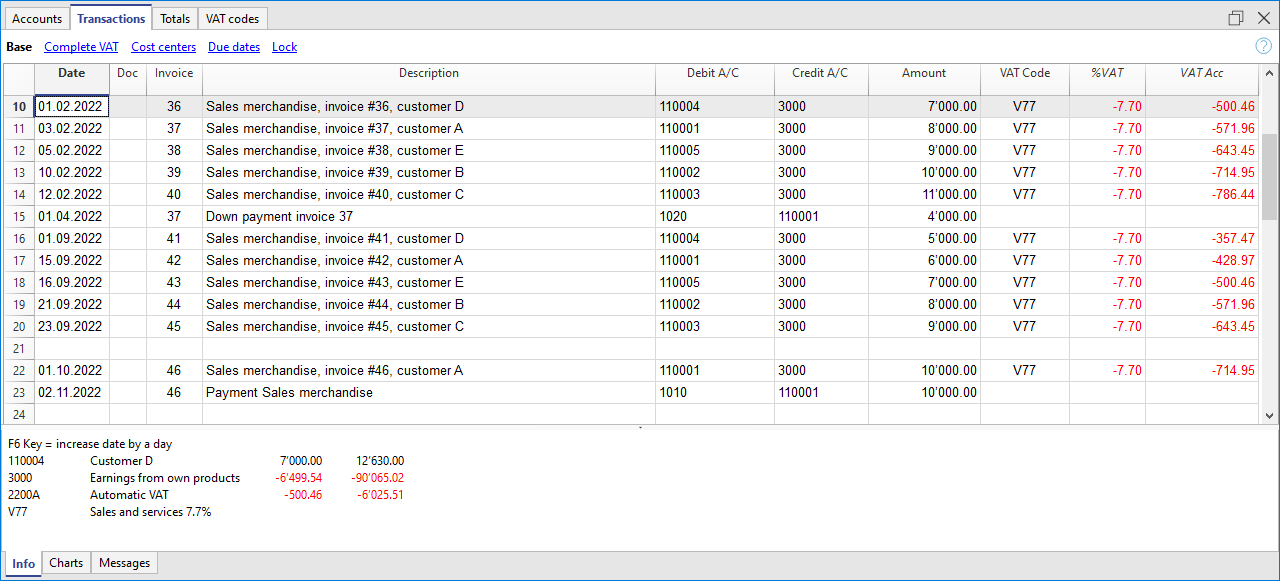 Accounts Transactions Totals VAT codes
Base Complete VAT Cost centers Due dates Lock ?
Date Doc Invoice Description Debit A/C Credit A/C Amount VAT Code %VAT VAT Acc
10 01.02.2022 36 Sales merchandise, invoice #36, customer D 110004 3000 7'000.00 V77 -7.70 -500.46
11 03.02.2022 37 Sales merchandise, invoice #37, customer A 110001 3000 8'000.00 V77 -7.70 -571.96
12 05.02.2022 38 Sales merchandise, invoice #38, customer E 110005 3000 9'000.00 V77 -7.70 -643.45
13 10.02.2022 39 Sales merchandise, invoice #39, customer B 110002 3000 10'000.00 V77 -7.70 -714.95
14 12.02.2022 40 Sales merchandise, invoice #40, customer C 110003 3000 11'000.00 V77 -7.70 -786.44
15 01.04.2022 37 Down payment invoice 37 1020 110001 4'000.00
16 01.09.2022 41 Sales merchandise, invoice #41, customer D 110004 3000 5'000.00 V77 -7.70 -357.47
17 15.09.2022 42 Sales merchandise, invoice #42, customer A 110001 3000 6'000.00 V77 -7.70 -428.97
18 16.09.2022 43 Sales merchandise, invoice #43, customer E 110005 3000 7'000.00 V77 -7.70 -500.46
19 21.09.2022 44 Sales merchandise, invoice #44, customer B 110002 3000 8'000.00 V77 -7.70 -571.96
20 23.09.2022 45 Sales merchandise, invoice #45, customer C 110003 3000 9'000.00 V77 -7.70 -643.45
21
22 01.10.2022 46 Sales merchandise, invoice #46, customer A 110001 3000 10'000.00 V77 -7.70 -714.95
23 02.11.2022 46 Payment Sales merchandise 1010 110001 10'000.00
24
F6 Key = increase date by a day
110004 Customer D 7'000.00 12'630.00
3000 Earnings from own products -6'499.54 -90'065.02
2200A Automatic VAT -500.46 -6'025.51
V77 Sales and services 7.7%
Info Charts Messages